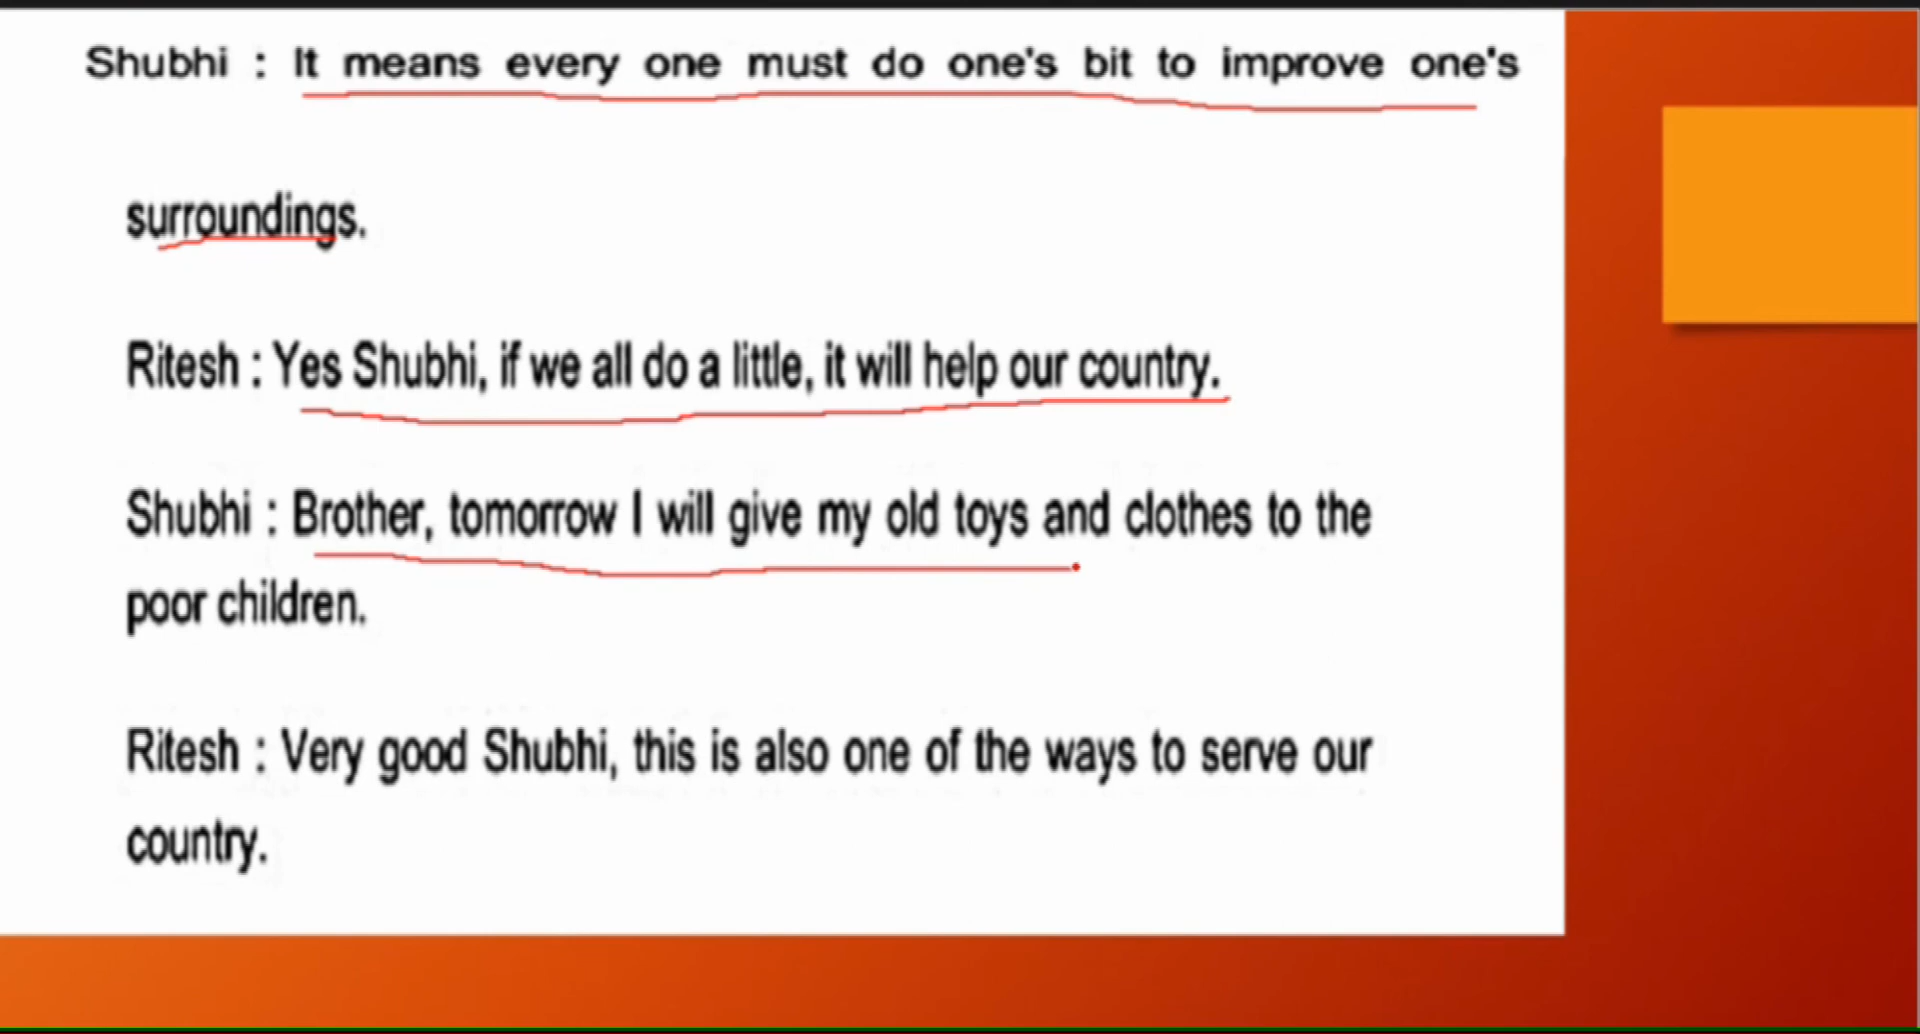 Shubhi : It means every one must do one's bit to improve one's
surroundings.
Ritesh : Yes Shubhi, if we all do a little, it will help our country.
Shubhi : Brother, tomorrow I will give my old toys and clothes to the
poor children.
Ritesh : Very good Shubhi, this is also one of the ways to serve our
country.